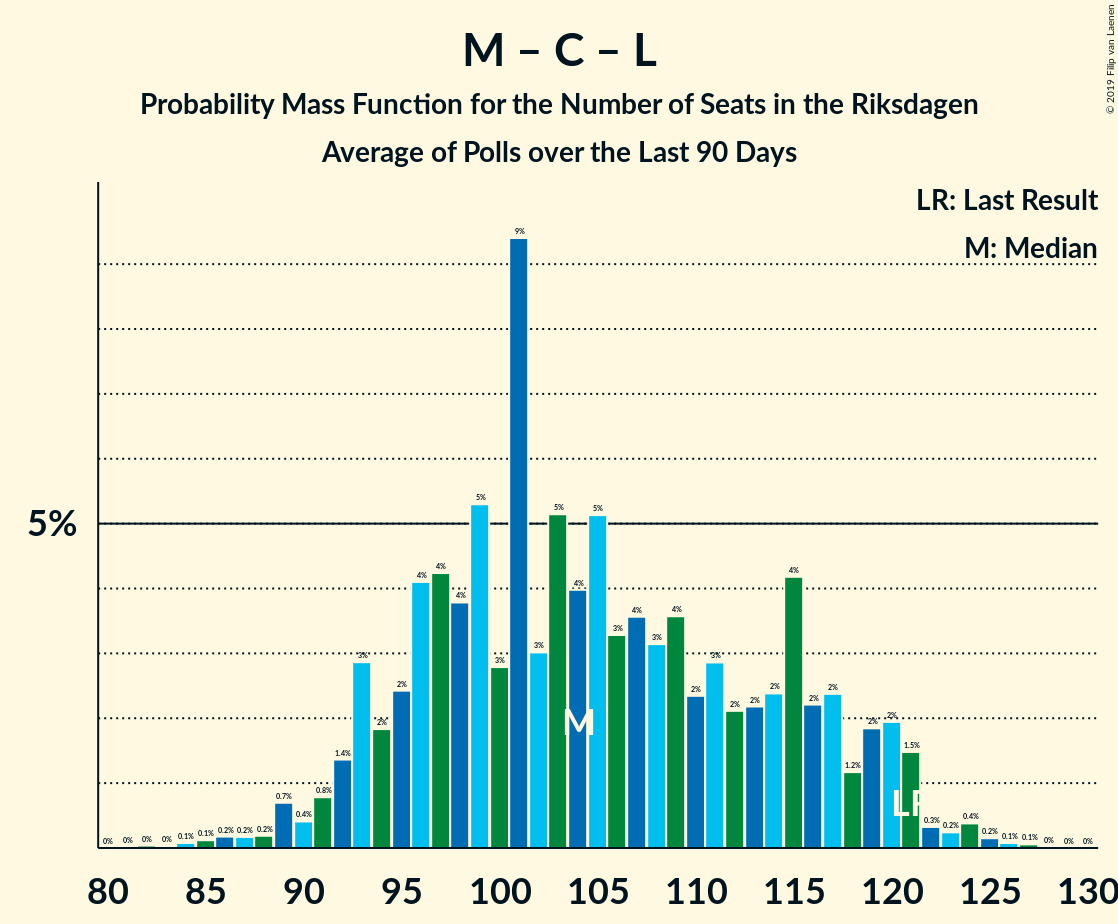 M – C – L
Probability Mass Function for the Number of Seats in the Riksdagen
Average of Polls over the Last 90 Days
© 2019 Filip van Laenen
LR: Last Result
M: Median
5%
0% 0% 0% 0% 0.1% 0.1% 0.2% 0.2% 0.2% 0.7% 0.4% 0.8% 1.4% 3% 2% 2% 4% 4% 4% 5% 3% 9% 3% 5% 4% 5% 3% 4% 3% 4% 2% 3% 2% 2% 2% 4% 2% 2% 1.2% 2% 2% 1.5% 0.3% 0.2% 0.4% 0.2% 0.1% 0.1% 0% 0% 0%
M
LR
80 85 90 95 100 105 110 115 120 125 130